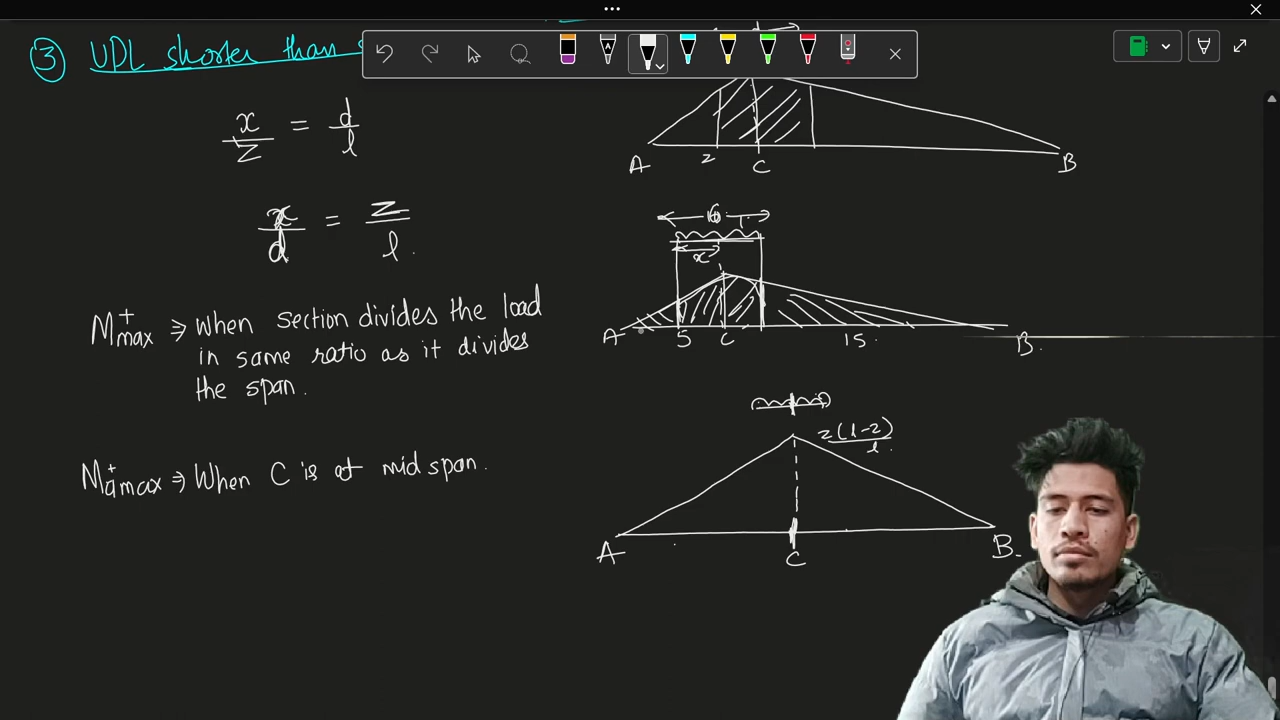 ③ UDL shorter than
x/z = d/l
x/d = z/l.
M⁺max ⇒ When section divides the load
in same ratio as it divides
the span.
M⁺amax ⇒ When C is at mid span.
A z C B
x
A 5 C 15. B.
z(l-z)/l.
A C B.